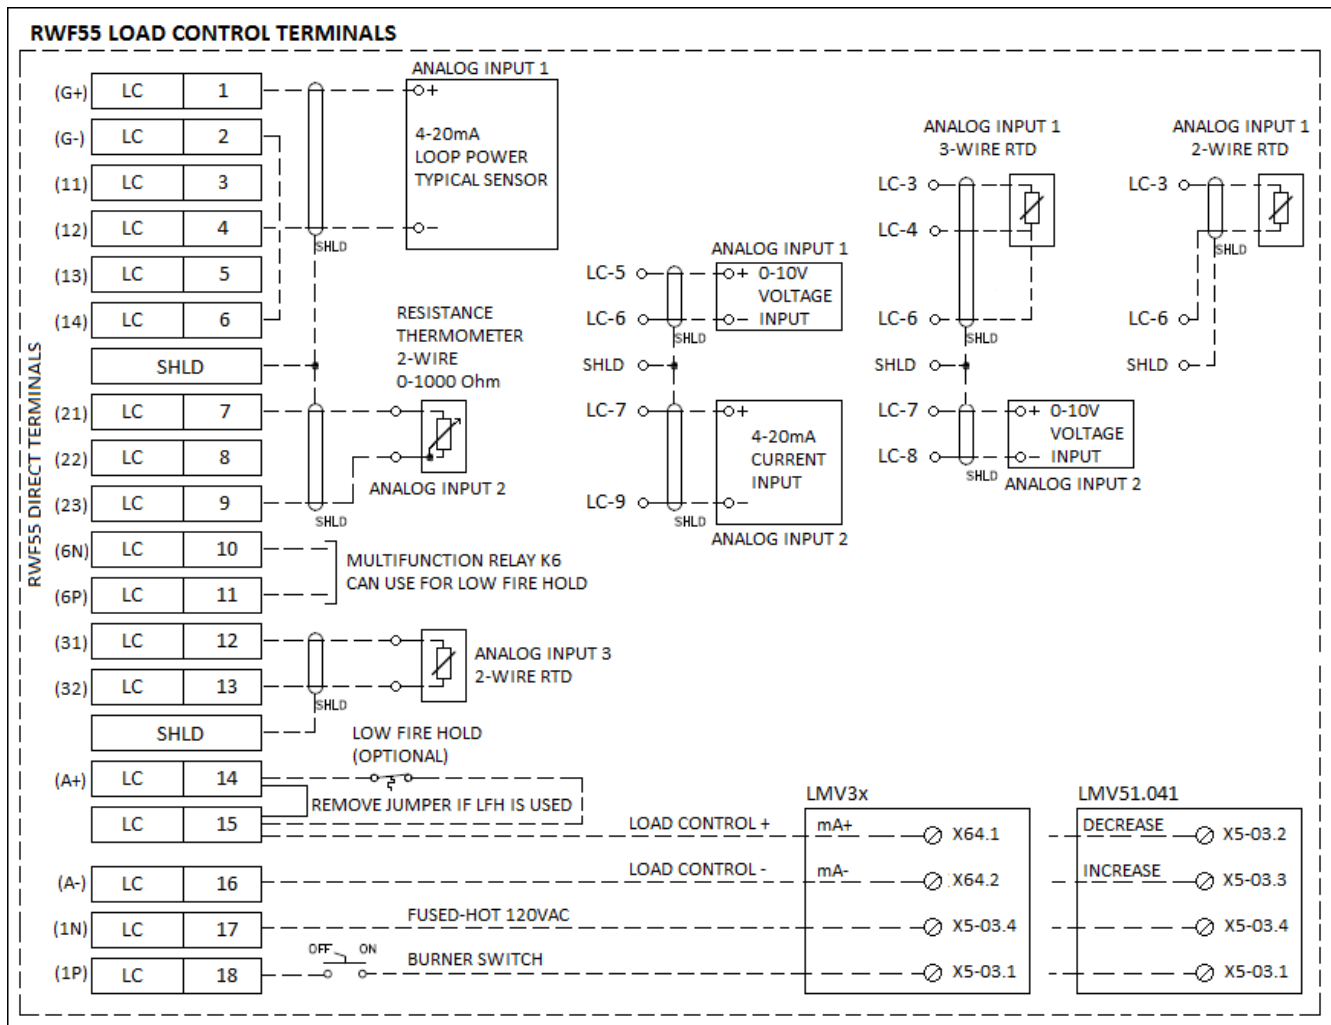 RWF55 LOAD CONTROL TERMINALS
RWF55 DIRECT TERMINALS
(G+) LC 1
(G-) LC 2
(11) LC 3
(12) LC 4
(13) LC 5
(14) LC 6
SHLD
(21) LC 7
(22) LC 8
(23) LC 9
(6N) LC 10
(6P) LC 11
(31) LC 12
(32) LC 13
SHLD
(A+) LC 14
LC 15
(A-) LC 16
(1N) LC 17
(1P) LC 18
ANALOG INPUT 1
+
4-20mA
LOOP POWER
TYPICAL SENSOR
-
SHLD
RESISTANCE
THERMOMETER
2-WIRE
0-1000 Ohm
ANALOG INPUT 2
SHLD
MULTIFUNCTION RELAY K6
CAN USE FOR LOW FIRE HOLD
ANALOG INPUT 3
2-WIRE RTD
SHLD
LOW FIRE HOLD
(OPTIONAL)
REMOVE JUMPER IF LFH IS USED
LOAD CONTROL +
LOAD CONTROL -
FUSED-HOT 120VAC
OFF ON
BURNER SWITCH
ANALOG INPUT 1
LC-5 + 0-10V
VOLTAGE
LC-6 - INPUT
SHLD
SHLD
LC-7 +
4-20mA
CURRENT
INPUT
LC-9 -
SHLD
ANALOG INPUT 2
ANALOG INPUT 1
3-WIRE RTD
LC-3
LC-4
LC-6
SHLD
SHLD
LC-7 + 0-10V
VOLTAGE
LC-8 - INPUT
SHLD
ANALOG INPUT 2
ANALOG INPUT 1
2-WIRE RTD
LC-3
SHLD
LC-6
SHLD
LMV3x
mA+ X64.1
mA- X64.2
X5-03.4
X5-03.1
LMV51.041
DECREASE X5-03.2
INCREASE X5-03.3
X5-03.4
X5-03.1